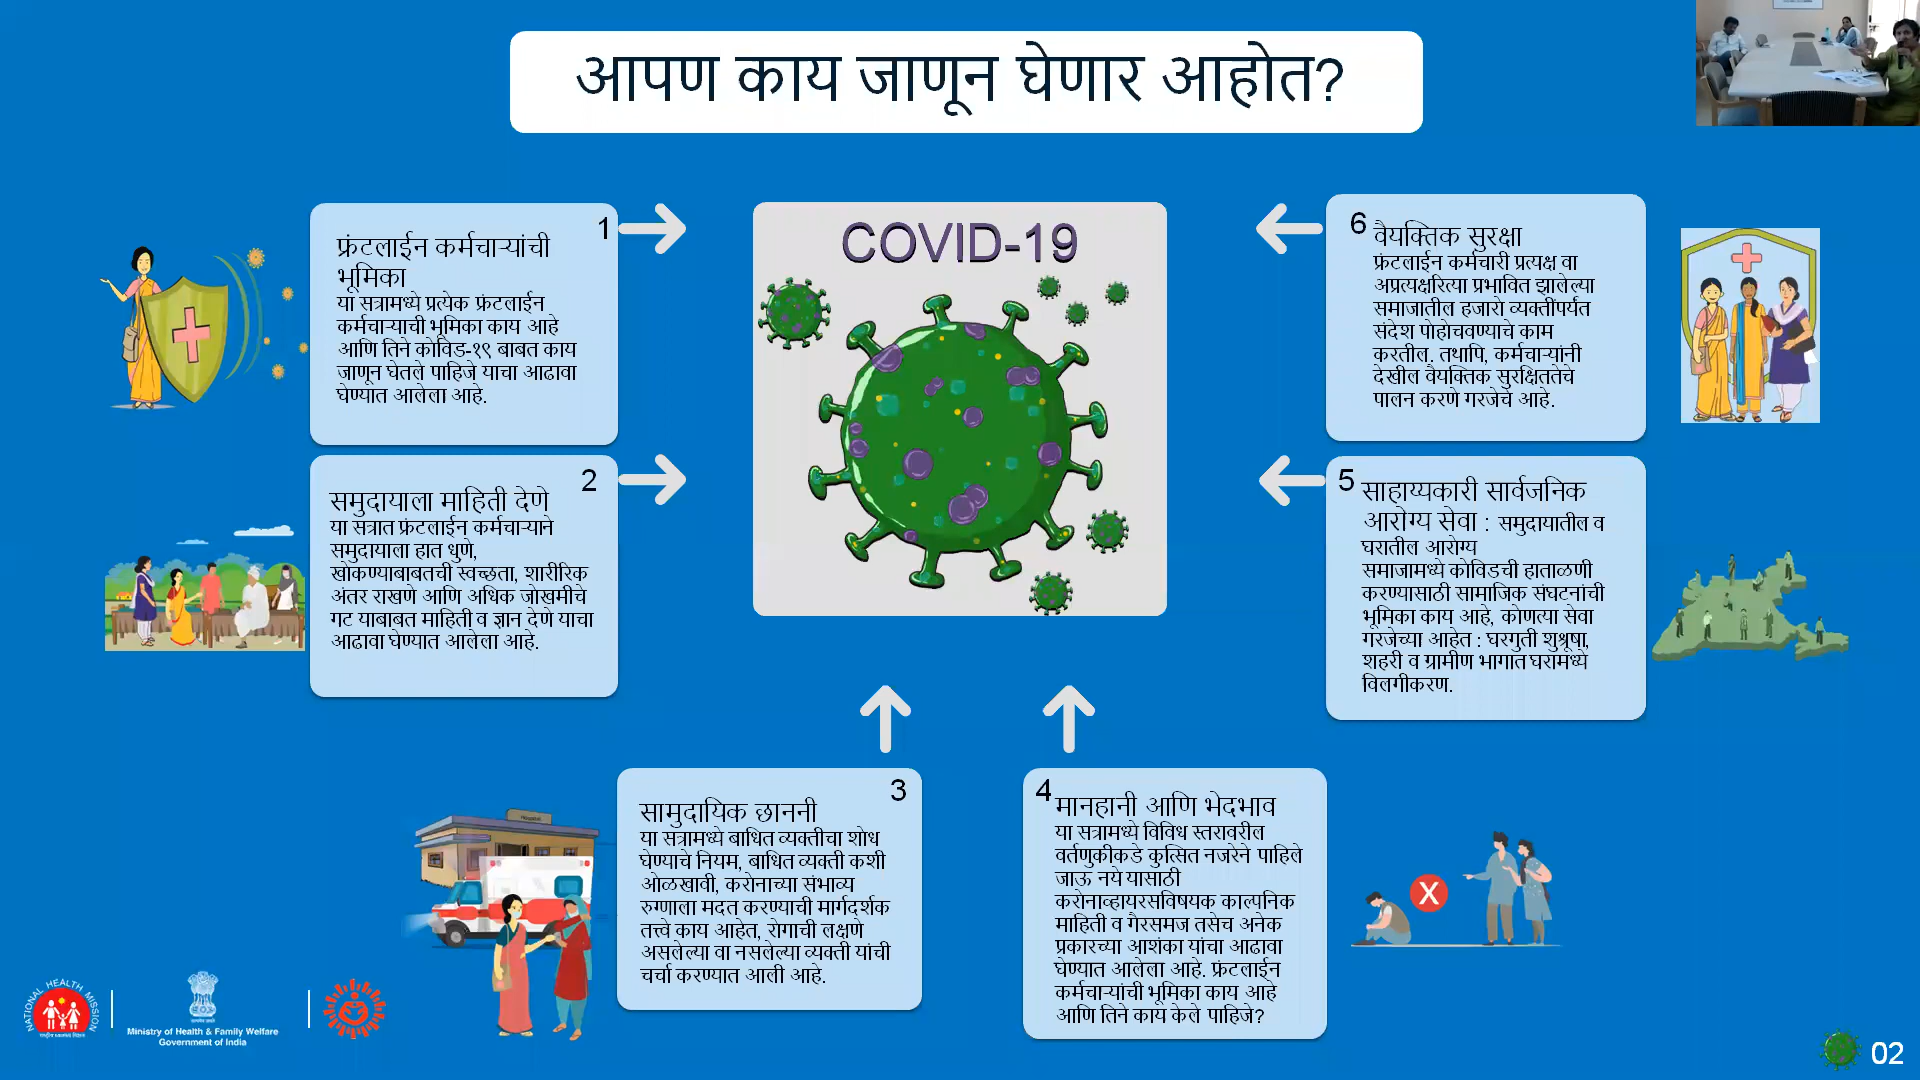 आपण काय जाणून घेणार आहोत?
1
फ्रंटलाईन कर्मचाऱ्यांची
भूमिका
या सत्रामध्ये प्रत्येक फ्रंटलाईन
कर्मचाऱ्याची भूमिका काय आहे
आणि तिने कोविड-१९ बाबत काय
जाणून घेतले पाहिजे याचा आढावा
घेण्यात आलेला आहे.
2
समुदायाला माहिती देणे
या सत्रात फ्रंटलाईन कर्मचाऱ्याने
समुदायाला हात धुणे,
खोकण्याबाबतची स्वच्छता, शारीरिक
अंतर राखणे आणि अधिक जोखमीचे
गट याबाबत माहिती व ज्ञान देणे याचा
आढावा घेण्यात आलेला आहे.
3
सामुदायिक छाननी
या सत्रामध्ये बाधित व्यक्तीचा शोध
घेण्याचे नियम, बाधित व्यक्ती कशी
ओळखावी, करोनाच्या संभाव्य
रुग्णाला मदत करण्याची मार्गदर्शक
तत्त्वे काय आहेत, रोगाची लक्षणे
असलेल्या वा नसलेल्या व्यक्ती यांची
चर्चा करण्यात आली आहे.
4
मानहानी आणि भेदभाव
या सत्रामध्ये विविध स्तरावरील
वर्तणुकीकडे कुत्सित नजरेने पाहिले
जाऊ नये यासाठी
करोनाव्हायरसविषयक काल्पनिक
माहिती व गैरसमज तसेच अनेक
प्रकारच्या आशंका यांचा आढावा
घेण्यात आलेला आहे. फ्रंटलाईन
कर्मचाऱ्यांची भूमिका काय आहे
आणि तिने काय केले पाहिजे?
5
साहाय्यकारी सार्वजनिक
आरोग्य सेवा : समुदायातील व
घरातील आरोग्य
समाजामध्ये कोविडची हाताळणी
करण्यासाठी सामाजिक संघटनांची
भूमिका काय आहे, कोणत्या सेवा
गरजेच्या आहेत : घरगुती शुश्रूषा,
शहरी व ग्रामीण भागात घरामध्ये
विलगीकरण.
6
वैयक्तिक सुरक्षा
फ्रंटलाईन कर्मचारी प्रत्यक्ष वा
अप्रत्यक्षरित्या प्रभावित झालेल्या
समाजातील हजारो व्यक्तींपर्यंत
संदेश पोहोचवण्याचे काम
करतील. तथापि, कर्मचाऱ्यांनी
देखील वैयक्तिक सुरक्षिततेचे
पालन करणे गरजेचे आहे.
COVID-19
X
NATIONAL HEALTH MISSION
Ministry of Health & Family Welfare
Government of India
02